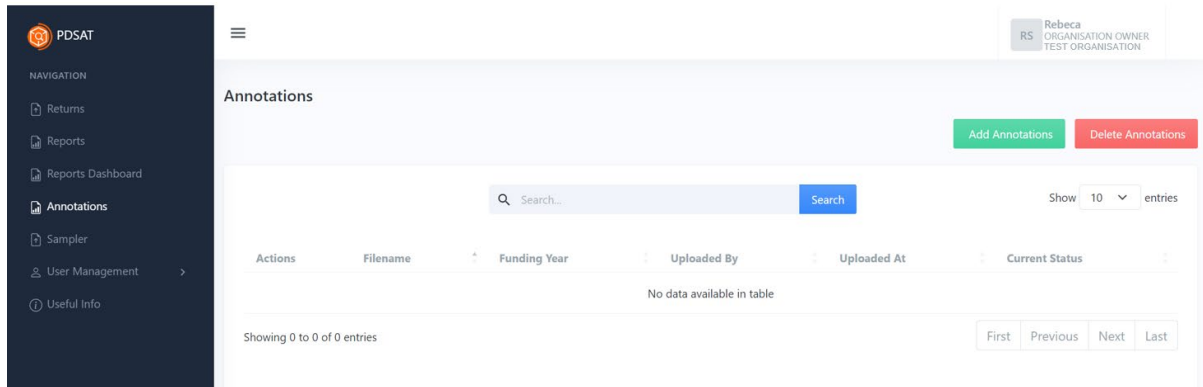 PDSAT
NAVIGATION
Returns
Reports
Reports Dashboard
Annotations
Sampler
User Management
Useful Info
RS
Rebeca
ORGANISATION OWNER
TEST ORGANISATION
Annotations
Add Annotations
Delete Annotations
Search...
Search
Show 10 entries
Actions Filename Funding Year Uploaded By Uploaded At Current Status
No data available in table
Showing 0 to 0 of 0 entries
First Previous Next Last